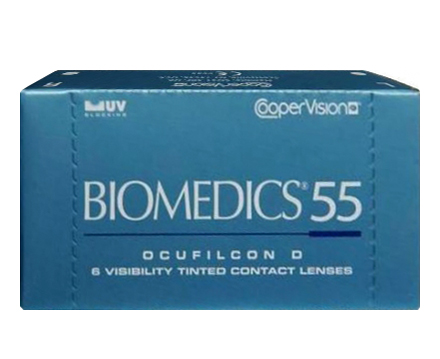 UV
BLOCKING
CooperVision
BIOMEDICS® 55
OCUFILCON D
6 VISIBILITY TINTED CONTACT LENSES